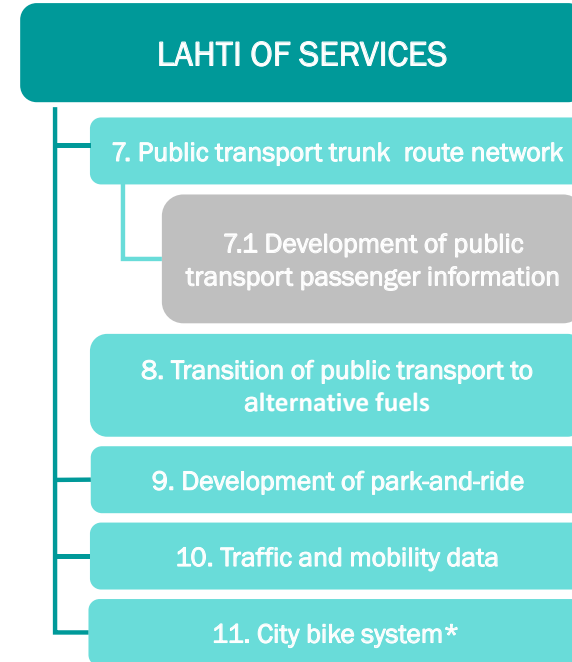 LAHTI OF SERVICES
7. Public transport trunk route network
7.1 Development of public
transport passenger information
8. Transition of public transport to
alternative fuels
9. Development of park-and-ride
10. Traffic and mobility data
11. City bike system*